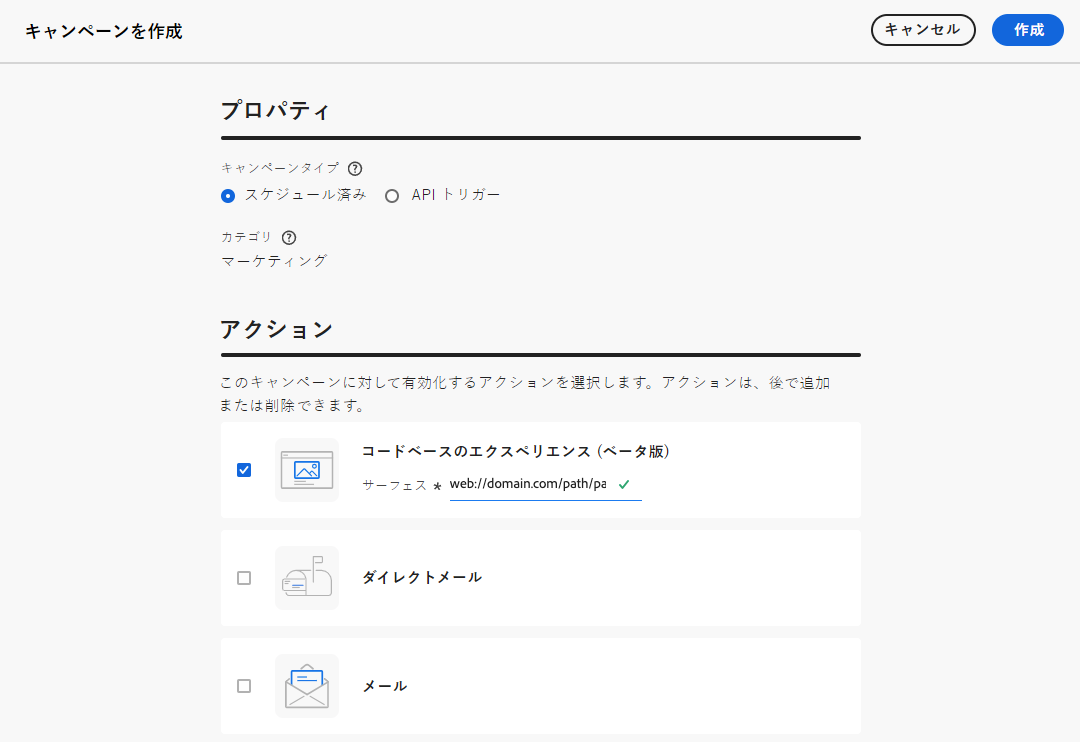 キャンペーンを作成
キャンセル
作成
プロパティ
キャンペーンタイプ
スケジュール済み
API トリガー
カテゴリ
マーケティング
アクション
このキャンペーンに対して有効化するアクションを選択します。アクションは、後で追加
または削除できます。
コードベースのエクスペリエンス (ベータ版)
サーフェス * web://domain.com/path/pa
ダイレクトメール
メール